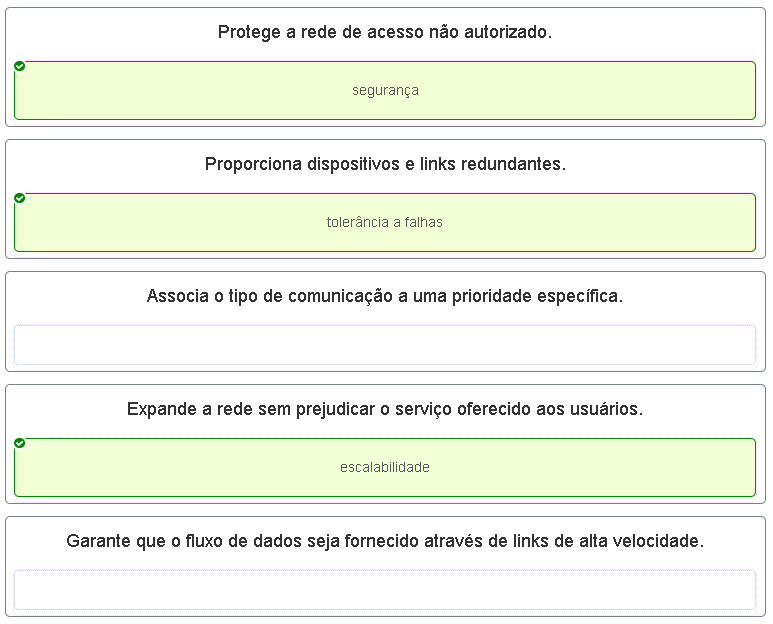 Protege a rede de acesso não autorizado.
segurança
Proporciona dispositivos e links redundantes.
tolerância a falhas
Associa o tipo de comunicação a uma prioridade específica.
Expande a rede sem prejudicar o serviço oferecido aos usuários.
escalabilidade
Garante que o fluxo de dados seja fornecido através de links de alta velocidade.